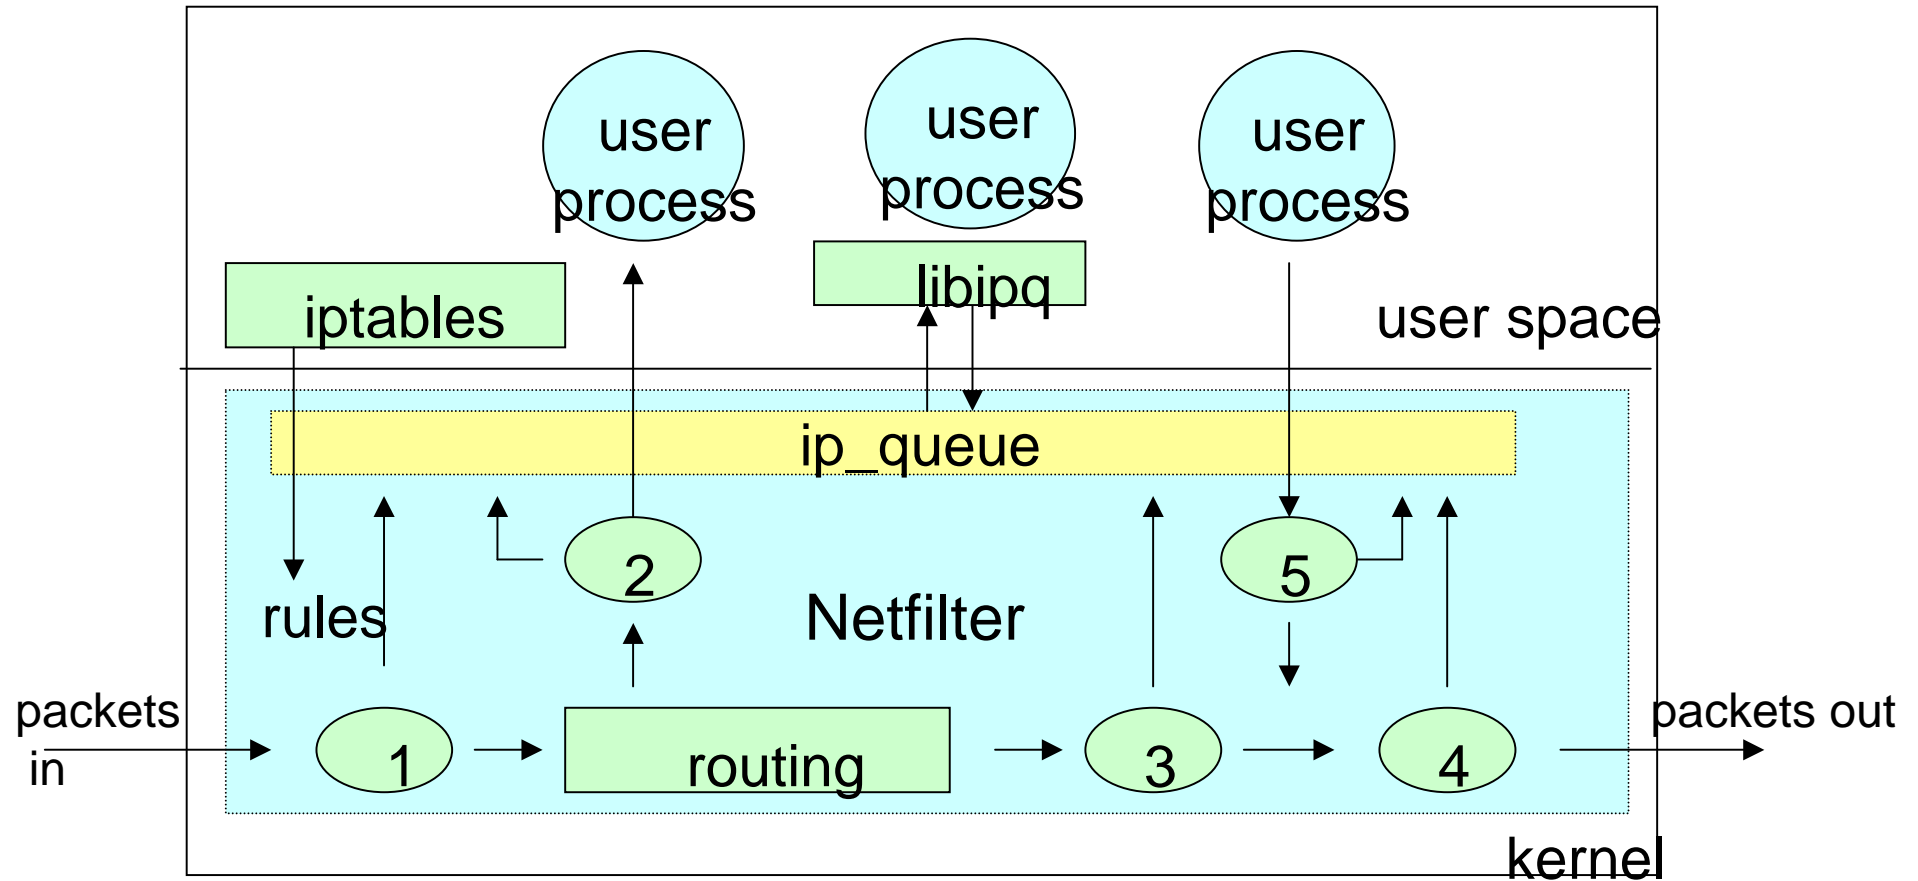 user
process
user
process
user
process
iptables
libipq
user space
ip_queue
2
5
rules
Netfilter
packets
in
1
routing
3
4
packets out
kernel